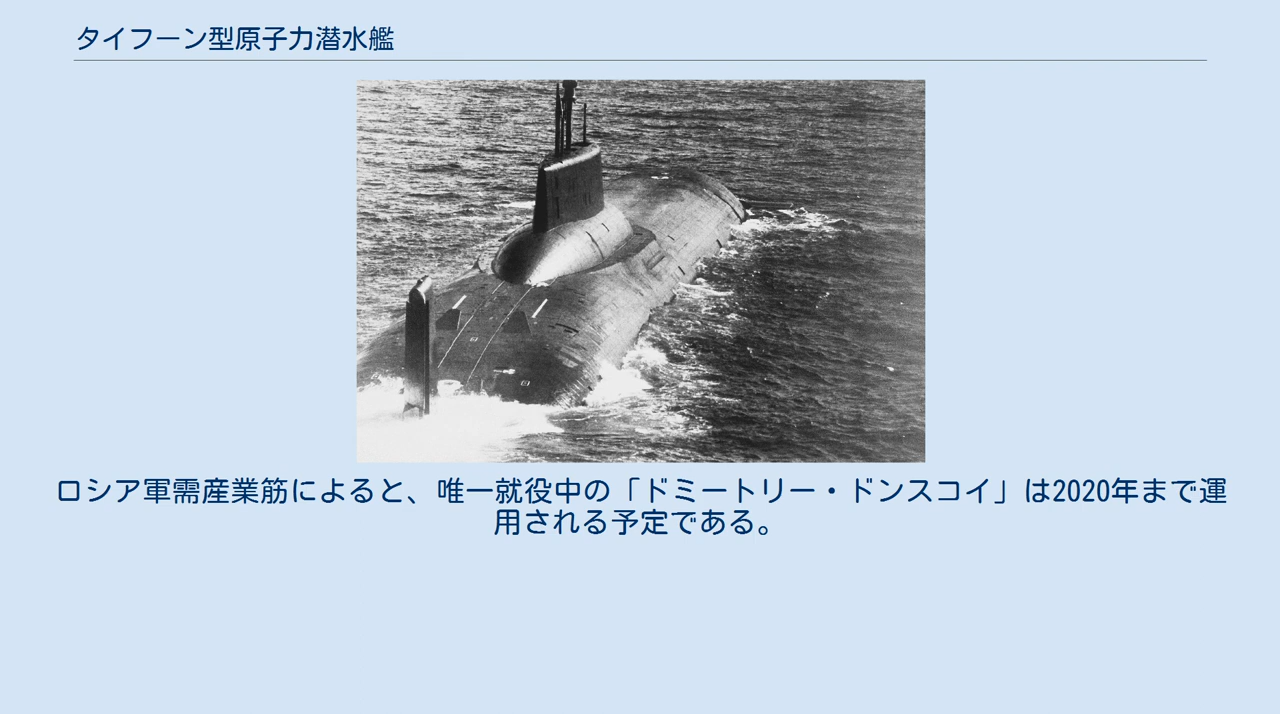 タイフーン型原子力潜水艦
ロシア軍需産業筋によると、唯一就役中の「ドミートリー・ドンスコイ」は2020年まで運
用される予定である。